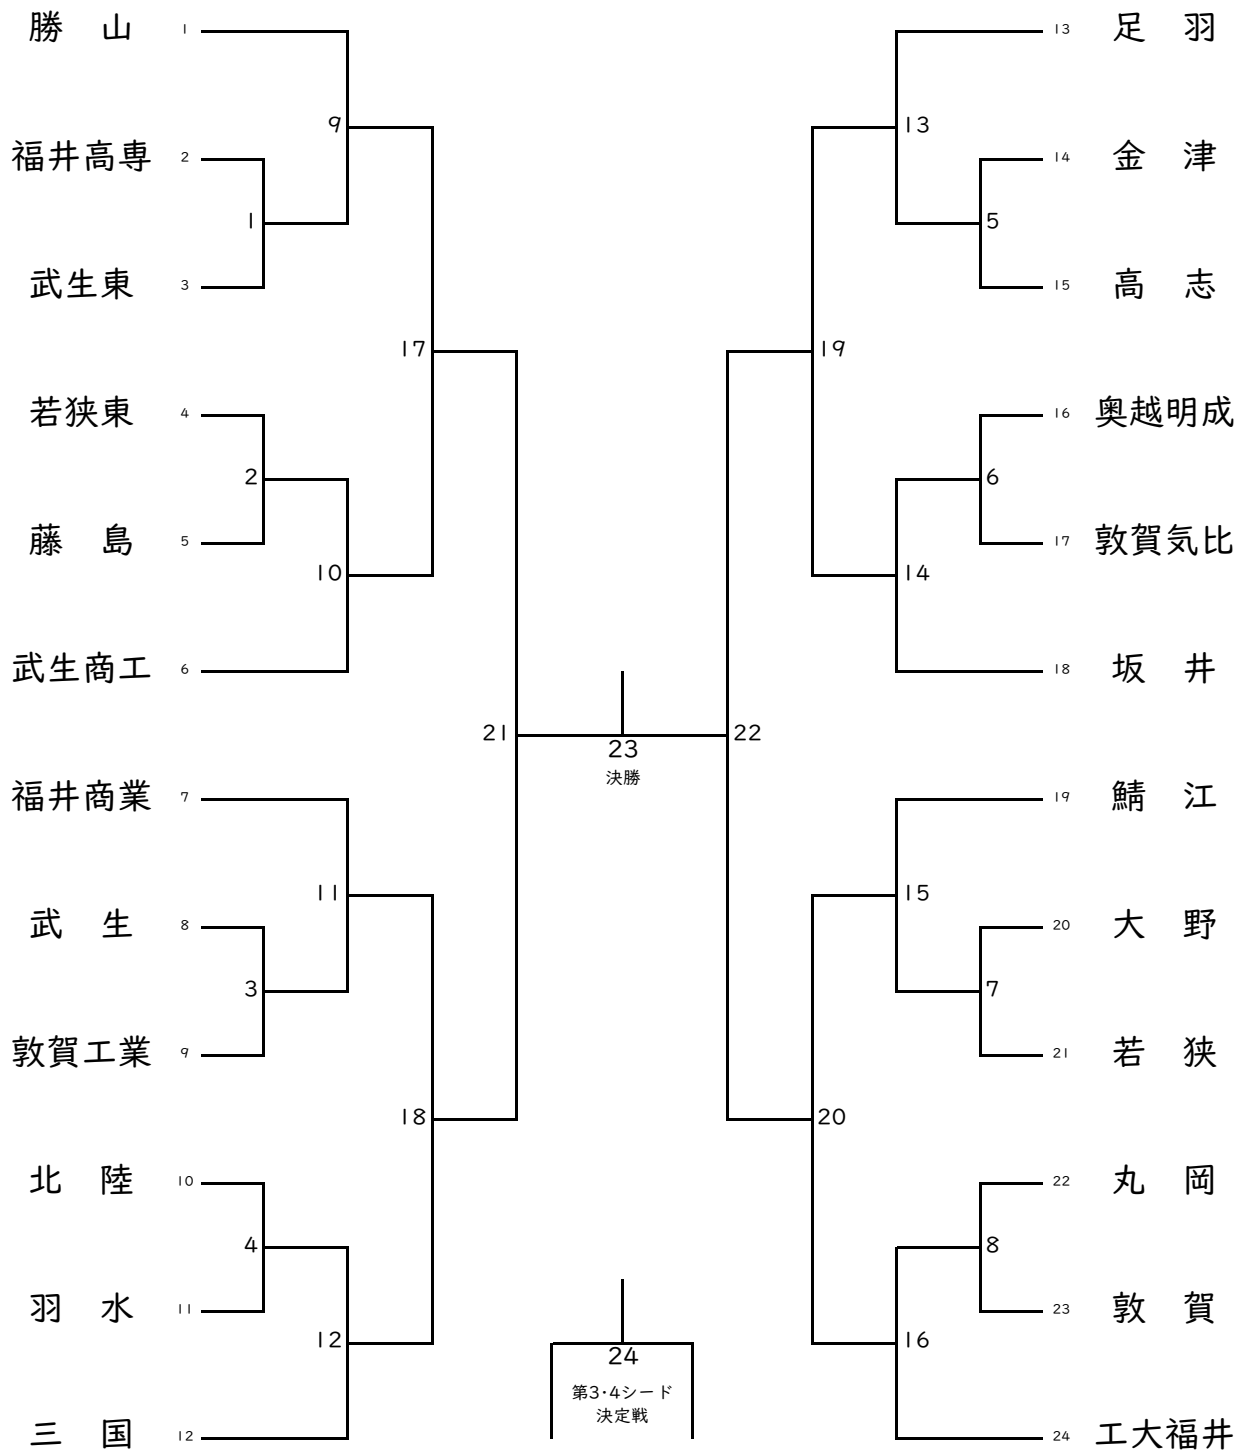 勝　山 1
福井高専 2
武生東 3
若狭東 4
藤　島 5
武生商工 6
福井商業 7
武　生 8
敦賀工業 9
北　陸 10
羽　水 11
三　国 12
9
1
17
2
10
11
3
18
4
12
21
23
決勝
22
24
第3・4シード
決定戦
13
5
19
6
14
15
7
20
8
16
13 足　羽
14 金　津
15 高　志
16 奥越明成
17 敦賀気比
18 坂　井
19 鯖　江
20 大　野
21 若　狭
22 丸　岡
23 敦　賀
24 工大福井